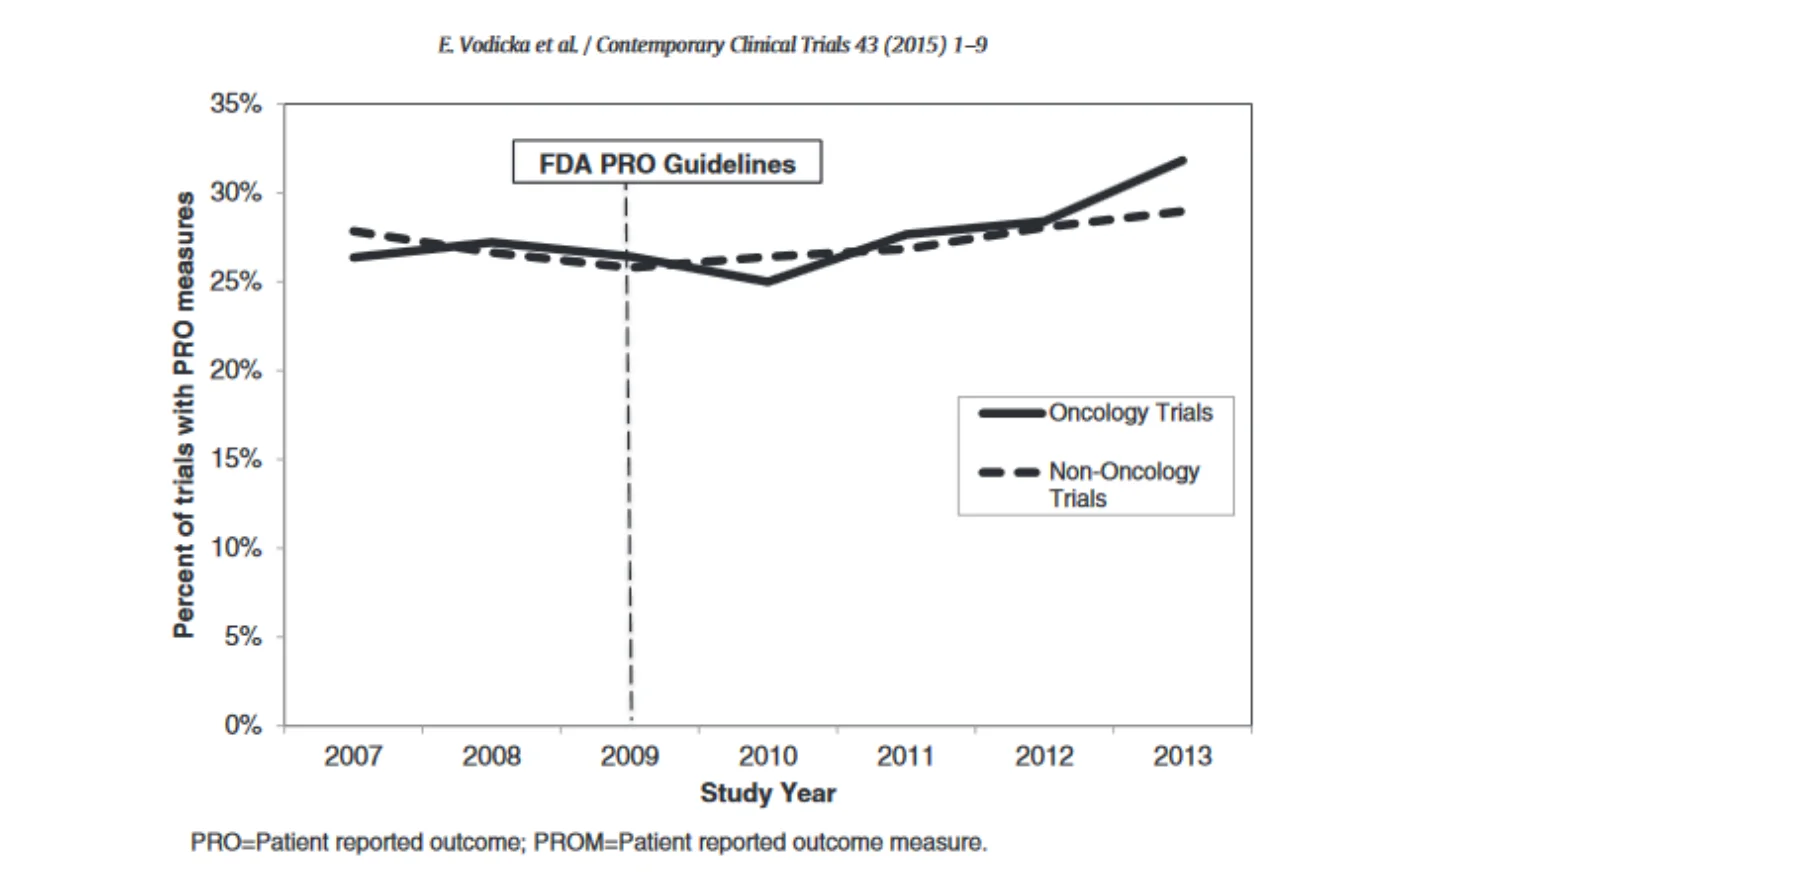 E. Vodicka et al. / Contemporary Clinical Trials 43 (2015) 1–9
35%
FDA PRO Guidelines
30%
25%
20%
15%
10%
5%
0%
Percent of trials with PRO measures
Oncology Trials
Non-Oncology
Trials
2007 2008 2009 2010 2011 2012 2013
Study Year
PRO=Patient reported outcome; PROM=Patient reported outcome measure.